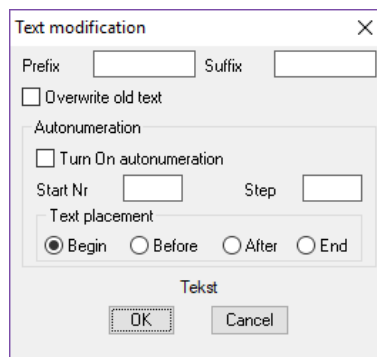 Text modification
Prefix Suffix
Overwrite old text
Autonumeration
Turn On autonumeration
Start Nr Step
Text placement
Begin Before After End
Tekst
OK Cancel